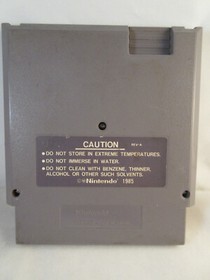 CAUTION
REV-A
• DO NOT STORE IN EXTREME TEMPERATURES.
• DO NOT IMMERSE IN WATER.
• DO NOT CLEAN WITH BENZENE, THINNER,
ALCOHOL OR OTHER SUCH SOLVENTS.
©® Nintendo 1985